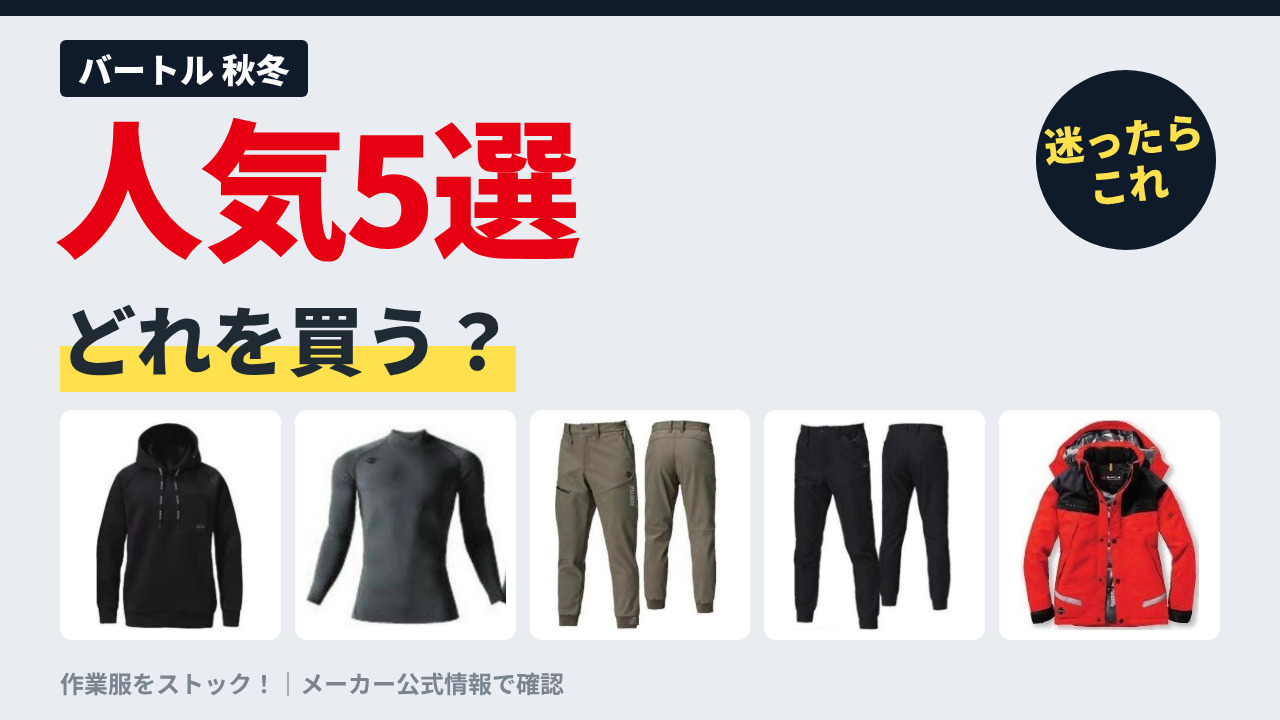 バートル 秋冬
人気5選
迷ったら
これ
どれを買う？
作業服をストック！｜メーカー公式情報で確認